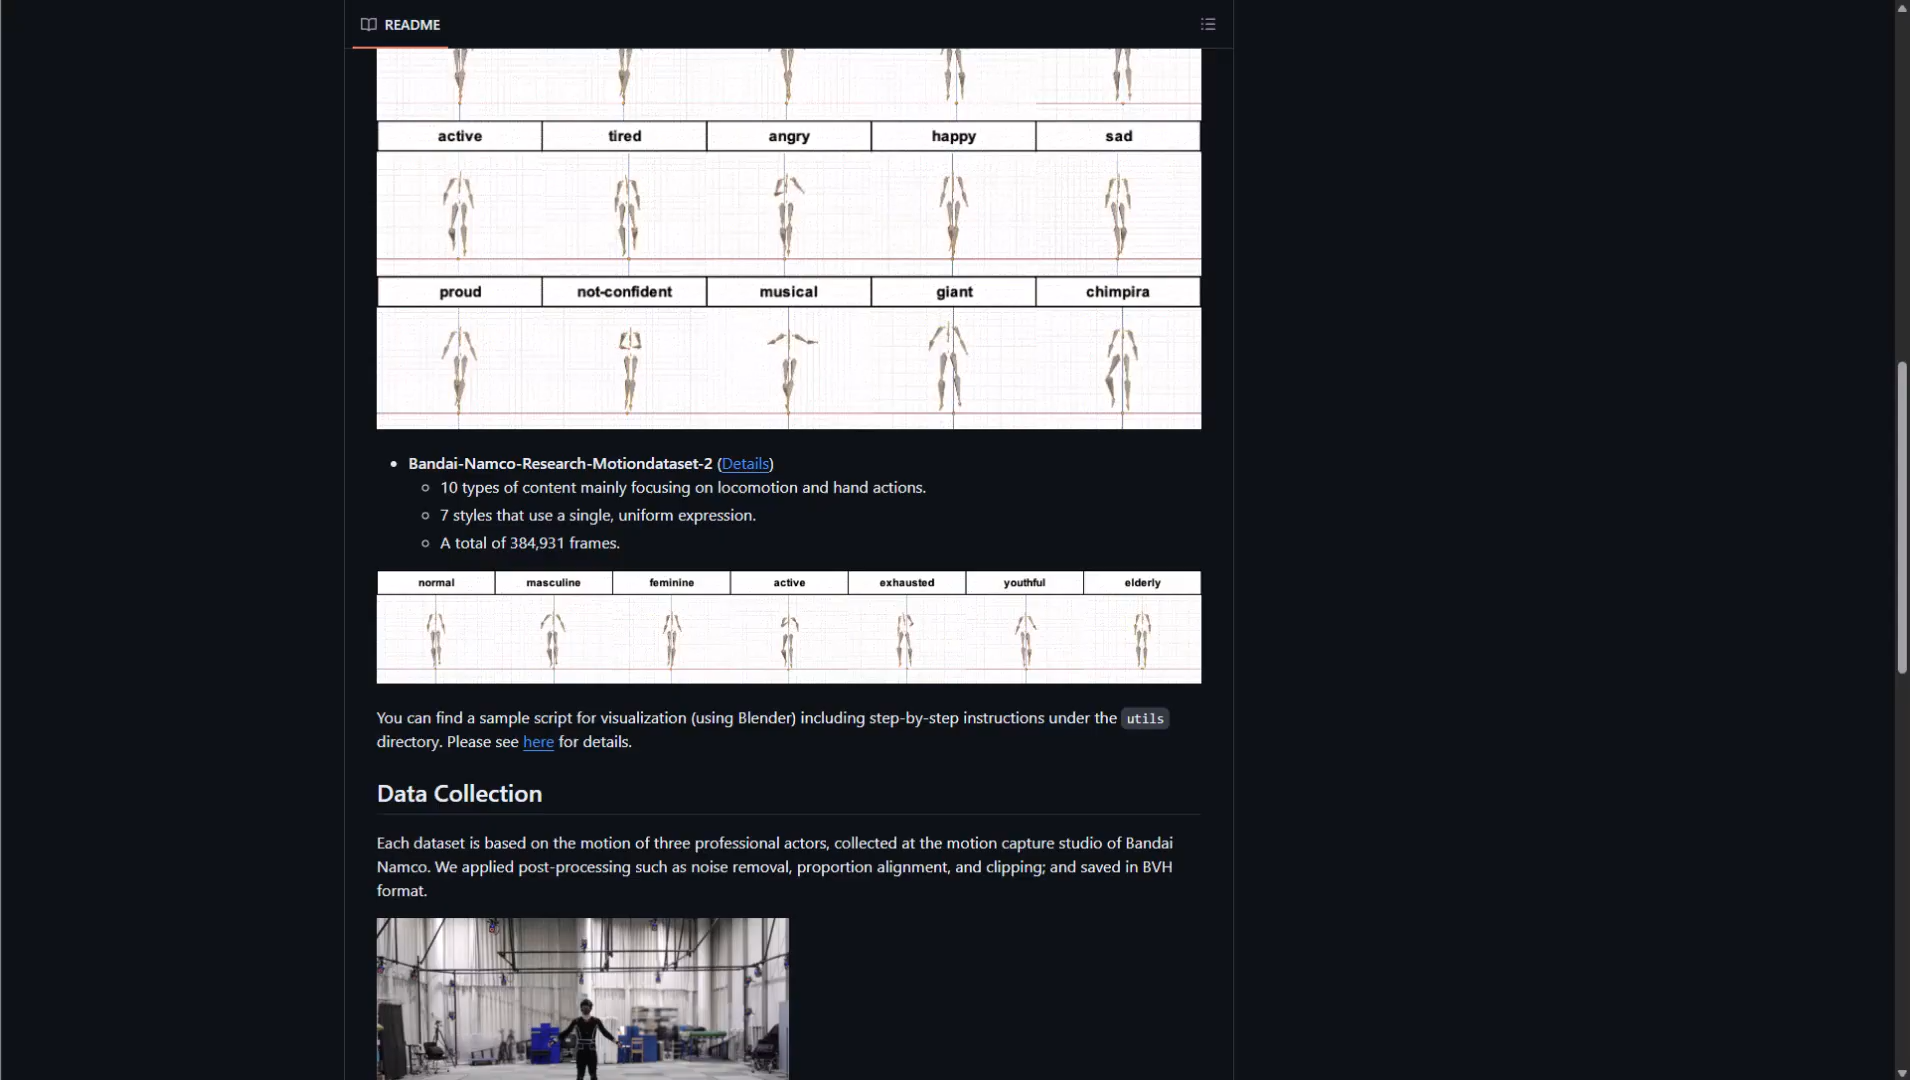 README
active tired angry happy sad
proud not-confident musical giant chimpira
Bandai-Namco-Research-Motiondataset-2 (Details)
10 types of content mainly focusing on locomotion and hand actions.
7 styles that use a single, uniform expression.
A total of 384,931 frames.
normal masculine feminine active exhausted youthful elderly
You can find a sample script for visualization (using Blender) including step-by-step instructions under the utils
directory. Please see here for details.
Data Collection
Each dataset is based on the motion of three professional actors, collected at the motion capture studio of Bandai
Namco. We applied post-processing such as noise removal, proportion alignment, and clipping; and saved in BVH
format.